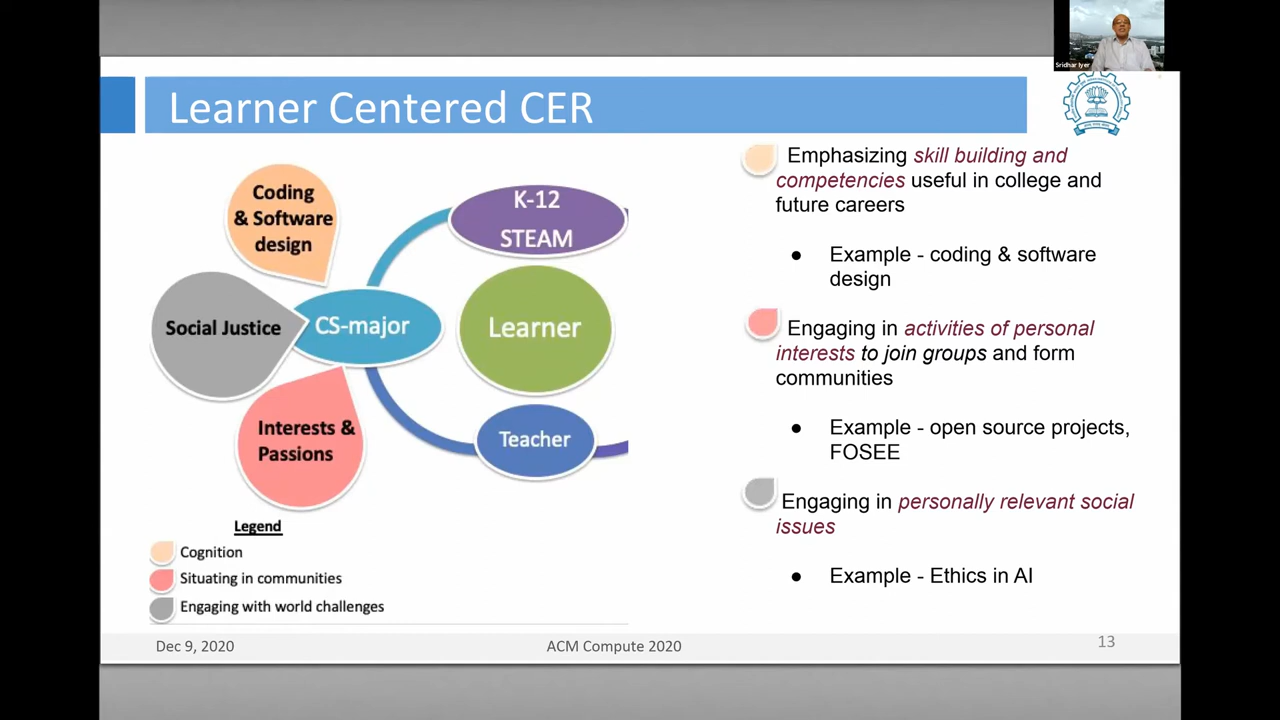 Sridhar Iyer
Learner Centered CER
Coding
& Software
design
Social Justice
CS-major
Interests &
Passions
K-12
STEAM
Learner
Teacher
Legend
Cognition
Situating in communities
Engaging with world challenges
Emphasizing skill building and
competencies useful in college and
future careers
● Example - coding & software
design
Engaging in activities of personal
interests to join groups and form
communities
● Example - open source projects,
FOSEE
Engaging in personally relevant social
issues
● Example - Ethics in AI
Dec 9, 2020
ACM Compute 2020
13